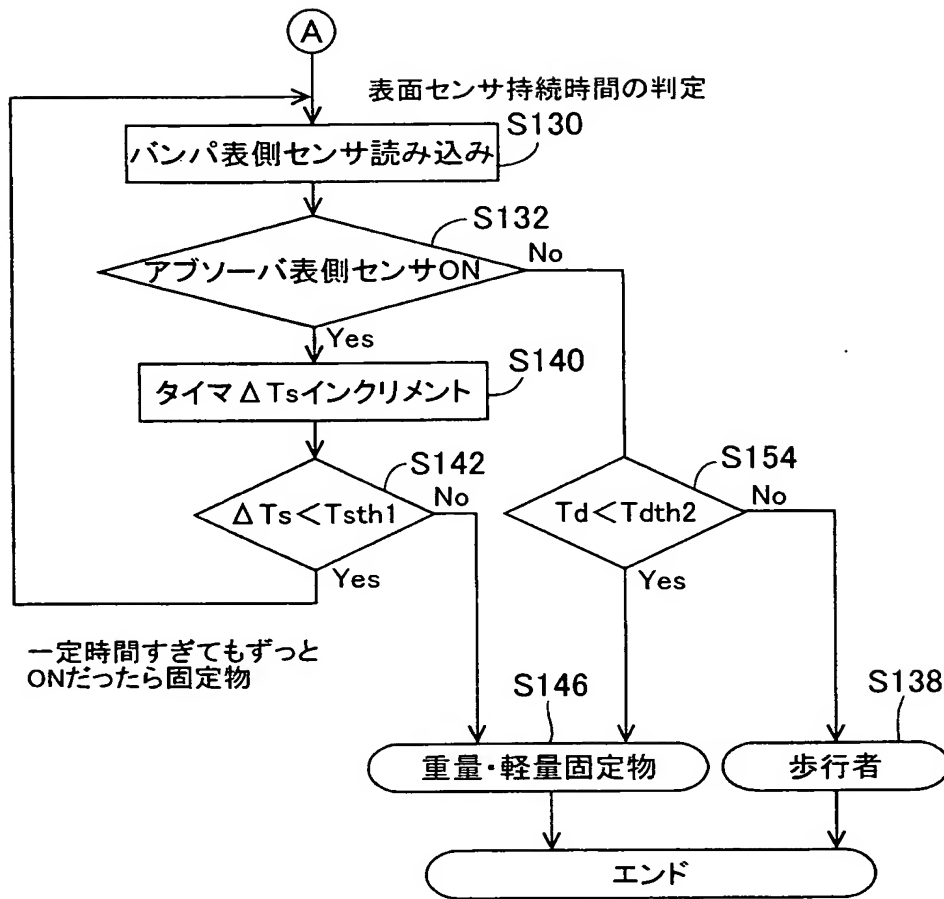 A
表面センサ持続時間の判定
S130
バンパ表側センサ読み込み
S132
アブソーバ表側センサON
No
Yes
S140
タイマΔTsインクリメント
S142
ΔTs<Tsth1
No
Yes
S154
Td<Tdth2
No
Yes
一定時間すぎてもずっと
ONだったら固定物
S146
重量・軽量固定物
S138
歩行者
エンド